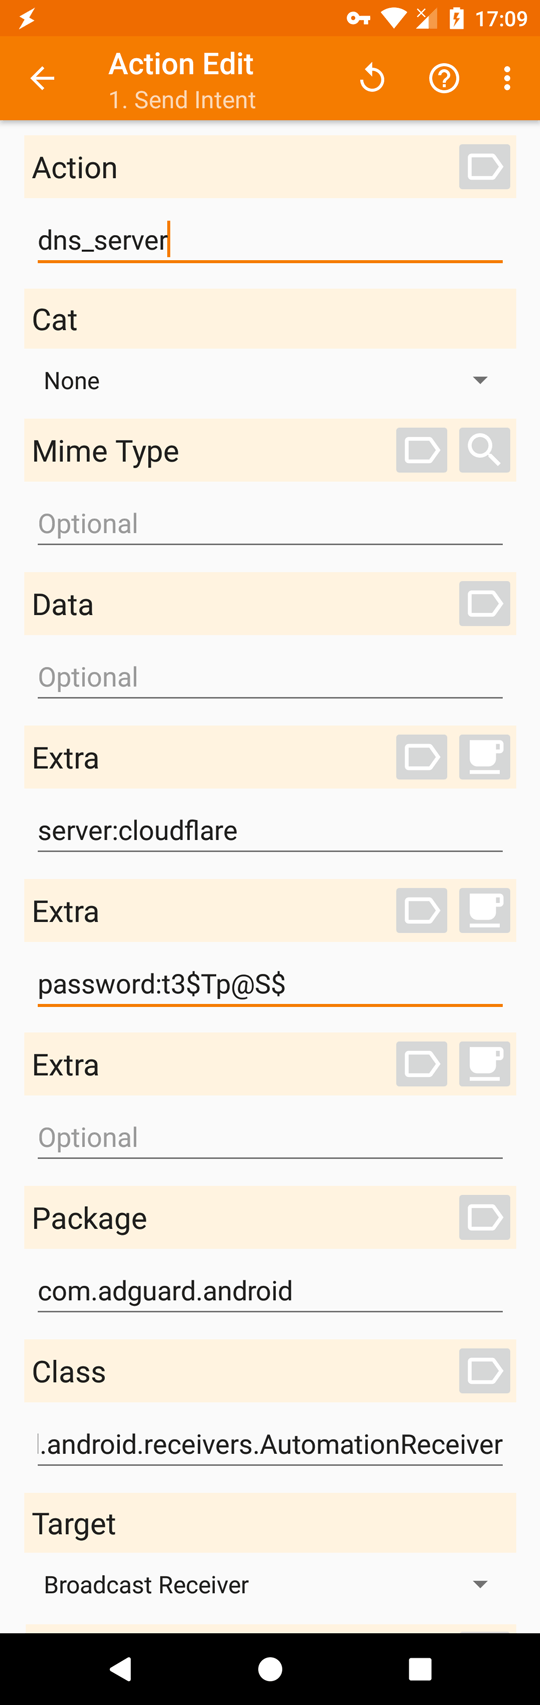 17:09
Action Edit
1. Send Intent
Action
dns_server
Cat
None
Mime Type
Optional
Data
Optional
Extra
server:cloudflare
Extra
password:t3$Tp@S$
Extra
Optional
Package
com.adguard.android
Class
.android.receivers.AutomationReceiver
Target
Broadcast Receiver